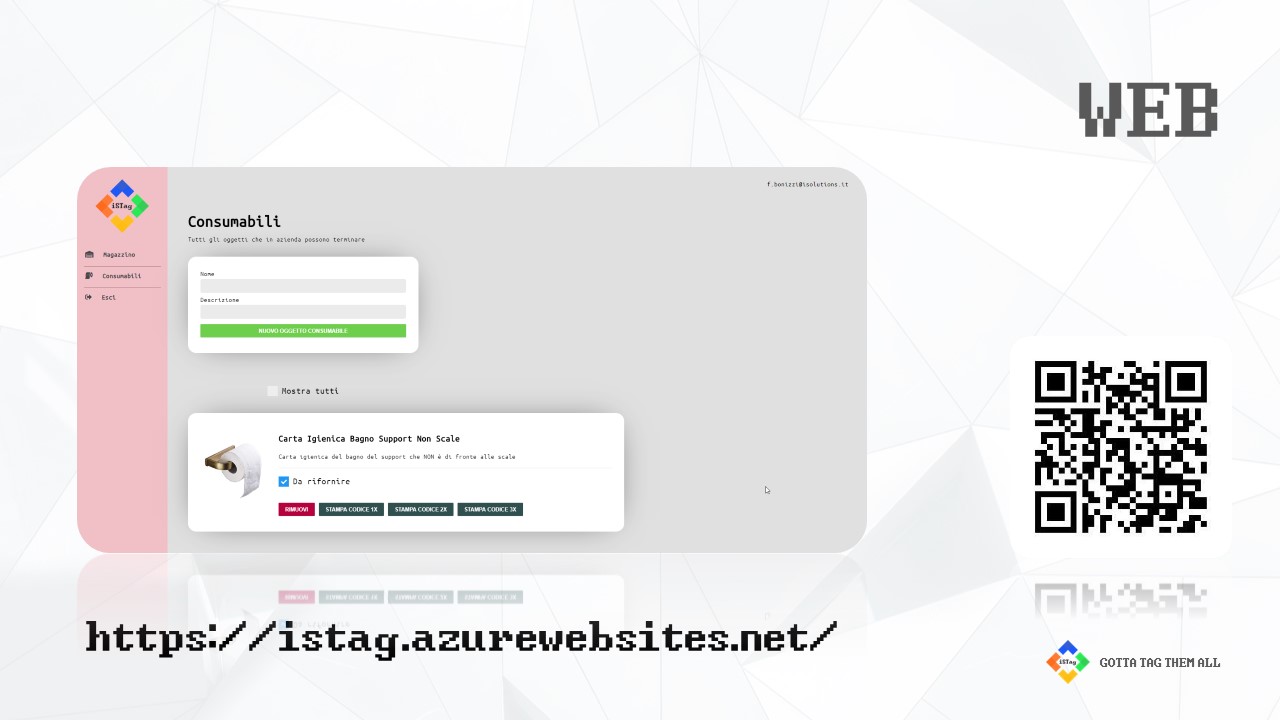 WEB
iSTag
f.bonizzi@isolutions.it
Magazzino
Consumabili
Esci
Consumabili
Tutti gli oggetti che in azienda possono terminare
Nome
Descrizione
NUOVO OGGETTO CONSUMABILE
Mostra tutti
Carta Igienica Bagno Support Non Scale
Carta igienica del bagno del support che NON è di fronte alle scale
Da rifornire
RIMUOVI STAMPA CODICE 1X STAMPA CODICE 2X STAMPA CODICE 3X
https://istag.azurewebsites.net/
iSTag
GOTTA TAG THEM ALL